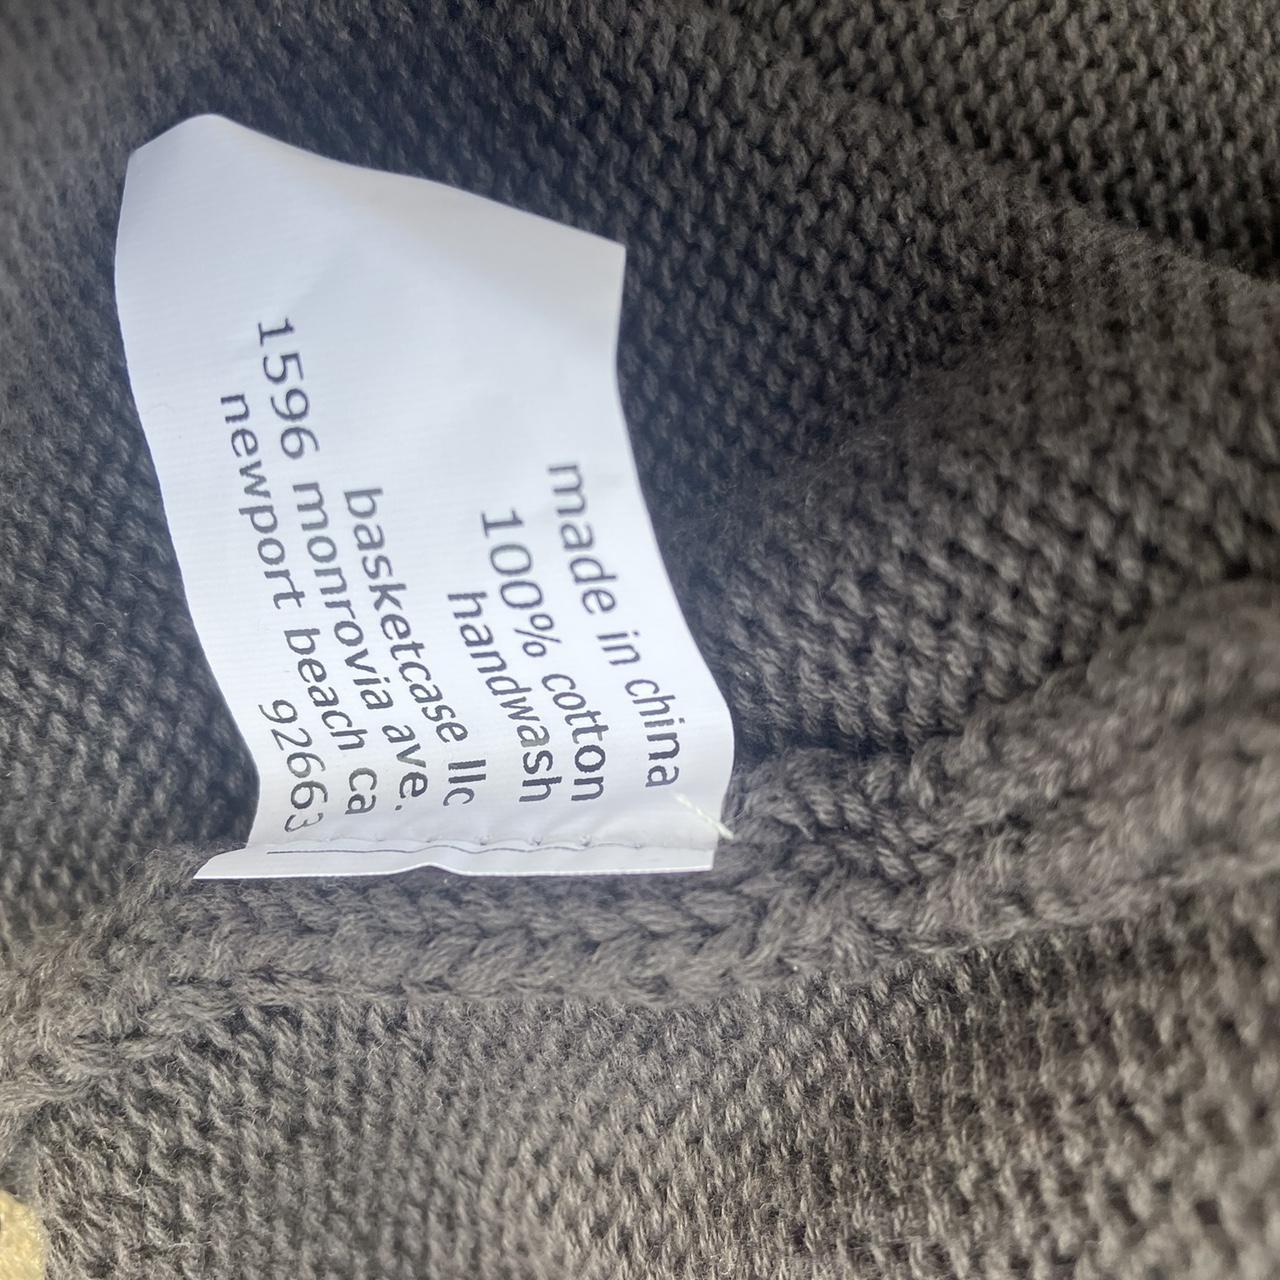 made in china
100% cotton
handwash
basketcase llc
1596 monrovia ave.
newport beach ca
92663